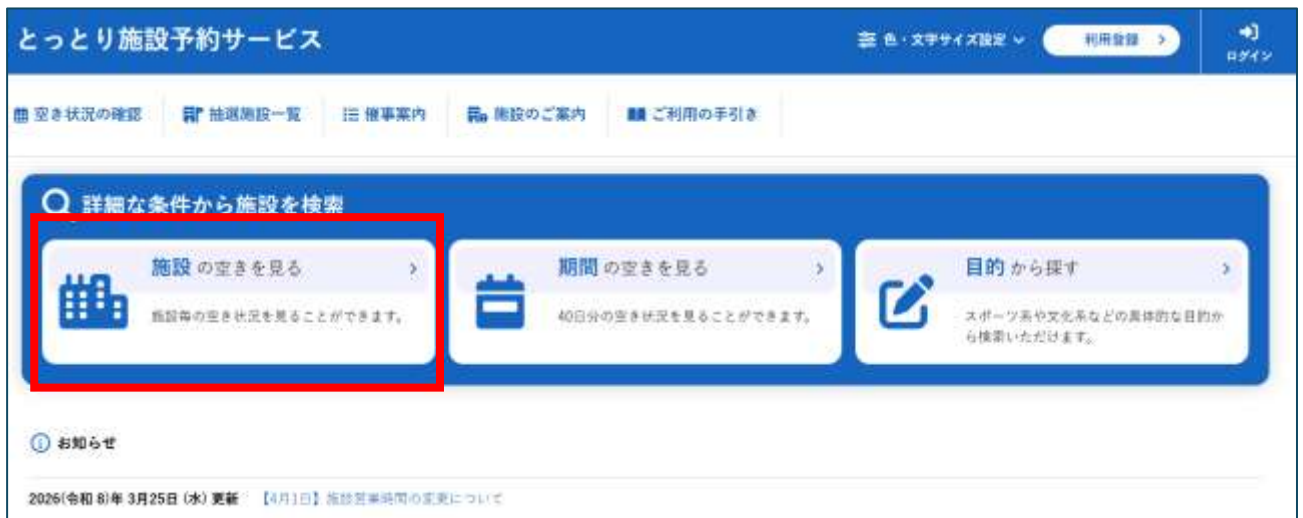 とっとり施設予約サービス
色・文字サイズ設定
利用登録
ログイン
空き状況の確認
抽選施設一覧
催事案内
施設のご案内
ご利用の手引き
詳細な条件から施設を検索
施設 の空きを見る
施設毎の空き状況を見ることができます。
期間 の空きを見る
40日分の空き状況を見ることができます。
目的 から探す
スポーツ系や文化系などの具体的な目的か
ら検索いただけます。
お知らせ
2026(令和 8)年 3月25日 (水) 更新 【4月1日】施設営業時間の変更について